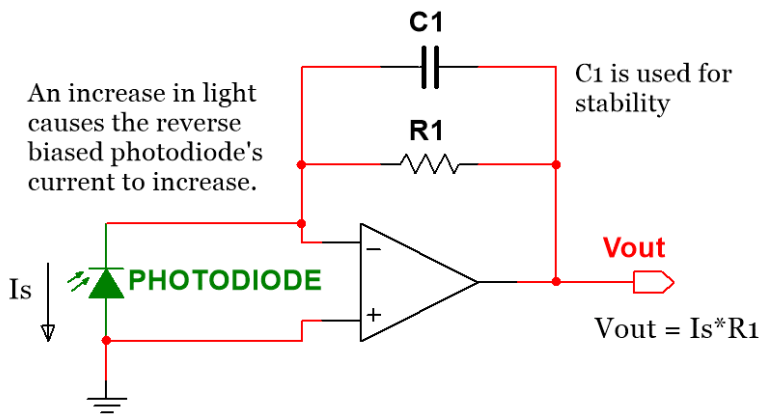 C1
C1 is used for
stability
An increase in light
causes the reverse
biased photodiode's
current to increase.
R1
−
+
PHOTODIODE
Is
Vout
Vout = Is*R1